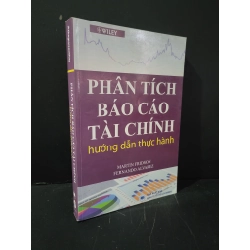 WILEY
PHÂN TÍCH
BÁO CÁO
TÀI CHÍNH
hướng dẫn thực hành
MARTIN FRIDSON
FERNANDO ALVAREZ